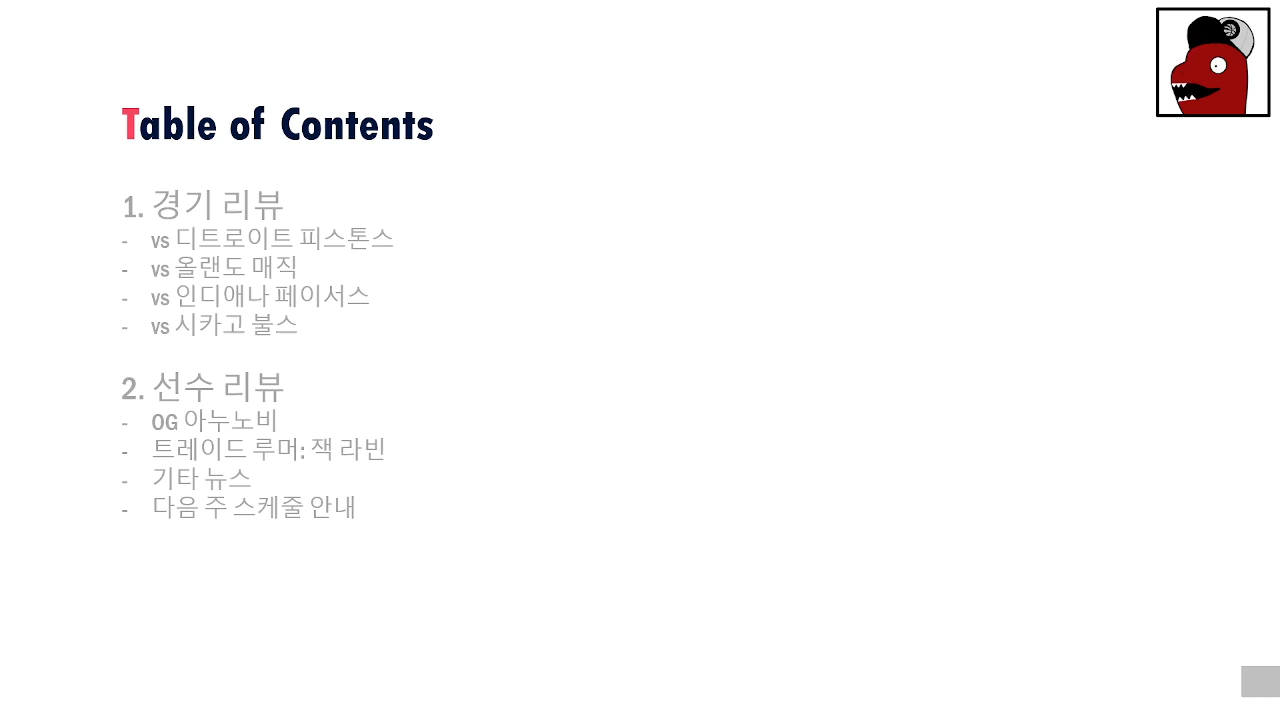 Table of Contents
1. 경기 리뷰
- vs 디트로이트 피스톤스
- vs 올랜도 매직
- vs 인디애나 페이서스
- vs 시카고 불스
2. 선수 리뷰
- OG 아누노비
- 트레이드 루머: 잭 라빈
- 기타 뉴스
- 다음 주 스케줄 안내